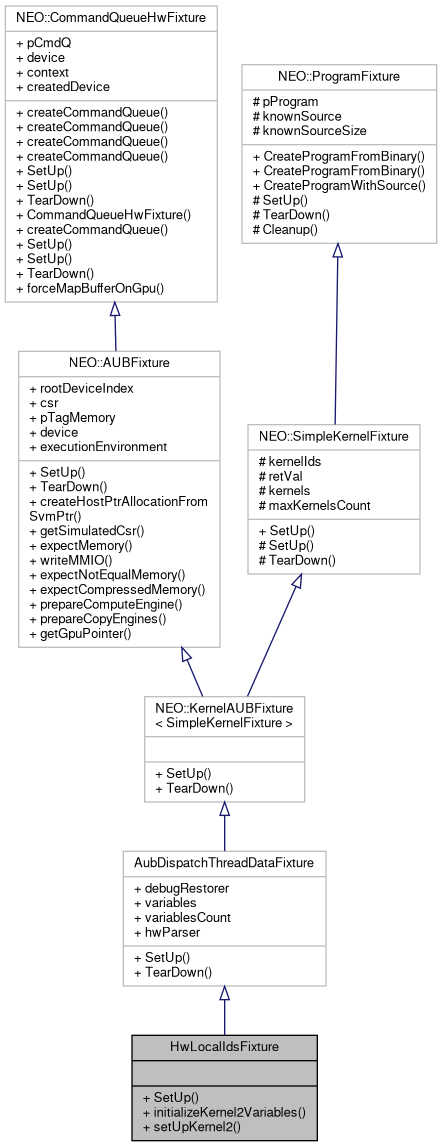 NEO::CommandQueueHwFixture
+ pCmdQ
+ device
+ context
+ createdDevice
+ createCommandQueue()
+ createCommandQueue()
+ createCommandQueue()
+ createCommandQueue()
+ SetUp()
+ SetUp()
+ TearDown()
+ CommandQueueHwFixture()
+ createCommandQueue()
+ SetUp()
+ SetUp()
+ TearDown()
+ forceMapBufferOnGpu()
NEO::ProgramFixture
# pProgram
# knownSource
# knownSourceSize
+ CreateProgramFromBinary()
+ CreateProgramFromBinary()
+ CreateProgramWithSource()
# SetUp()
# TearDown()
# Cleanup()
NEO::AUBFixture
+ rootDeviceIndex
+ csr
+ pTagMemory
+ device
+ executionEnvironment
+ SetUp()
+ TearDown()
+ createHostPtrAllocationFrom
SvmPtr()
+ getSimulatedCsr()
+ expectMemory()
+ writeMMIO()
+ expectNotEqualMemory()
+ expectCompressedMemory()
+ prepareComputeEngine()
+ prepareCopyEngines()
+ getGpuPointer()
NEO::SimpleKernelFixture
# kernelIds
# retVal
# kernels
# maxKernelsCount
+ SetUp()
# SetUp()
# TearDown()
NEO::KernelAUBFixture
< SimpleKernelFixture >
+ SetUp()
+ TearDown()
AubDispatchThreadDataFixture
+ debugRestorer
+ variables
+ variablesCount
+ hwParser
+ SetUp()
+ TearDown()
HwLocalIdsFixture
+ SetUp()
+ initializeKernel2Variables()
+ setUpKernel2()